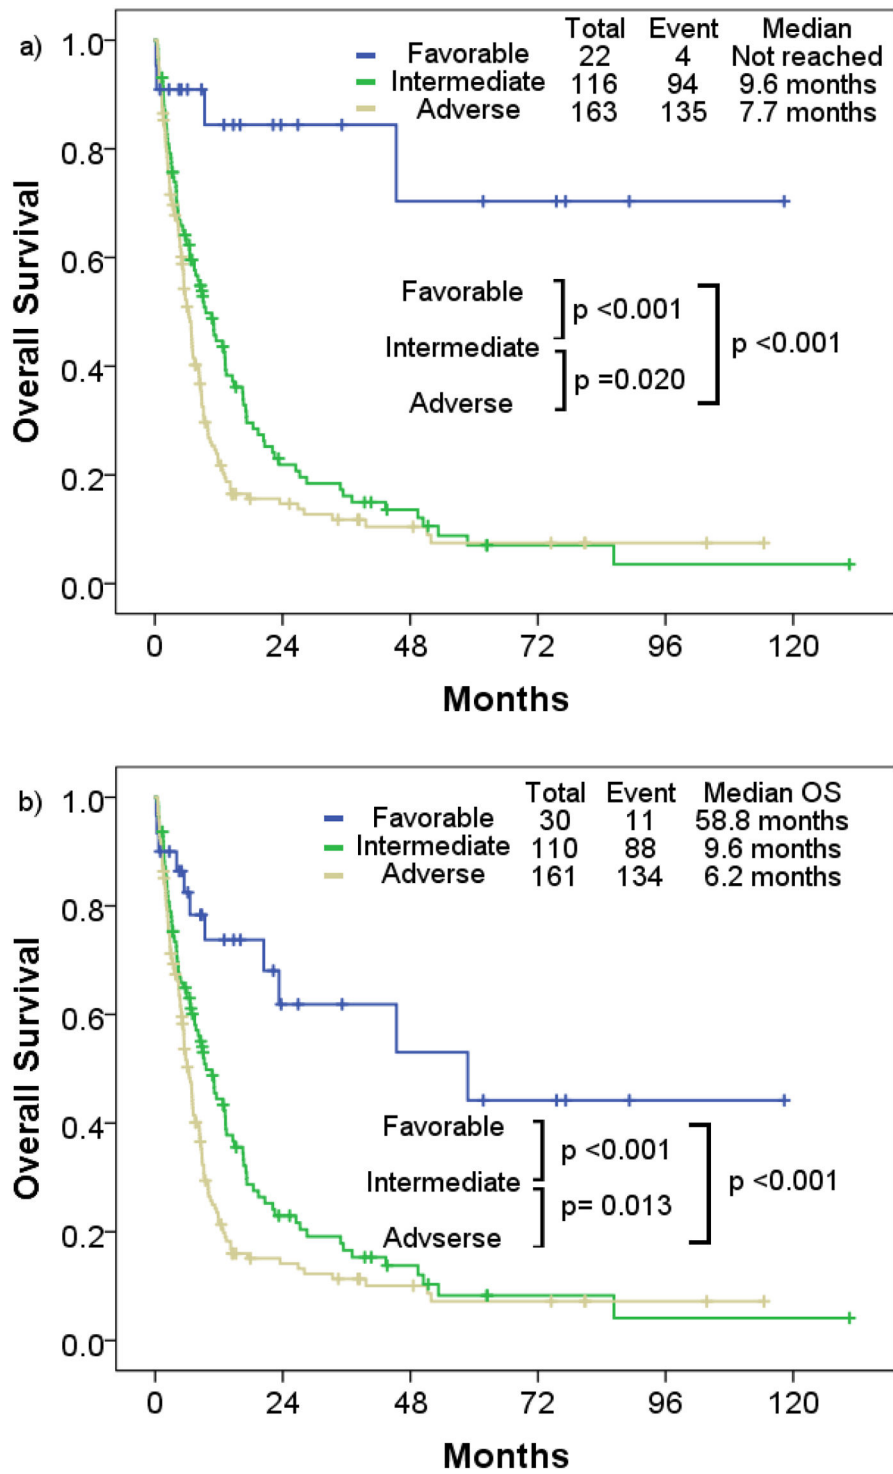 a)
Total Event Median
Favorable 22 4 Not reached
Intermediate 116 94 9.6 months
Adverse 163 135 7.7 months
1.0
0.8
0.6
0.4
0.2
0.0
Overall Survival
Favorable
Intermediate
Adverse
p <0.001
p =0.020
p <0.001
0 24 48 72 96 120
Months
b)
Total Event Median OS
Favorable 30 11 58.8 months
Intermediate 110 88 9.6 months
Adverse 161 134 6.2 months
1.0
0.8
0.6
0.4
0.2
0.0
Overall Survival
Favorable
Intermediate
Advserse
p <0.001
p= 0.013
p <0.001
0 24 48 72 96 120
Months